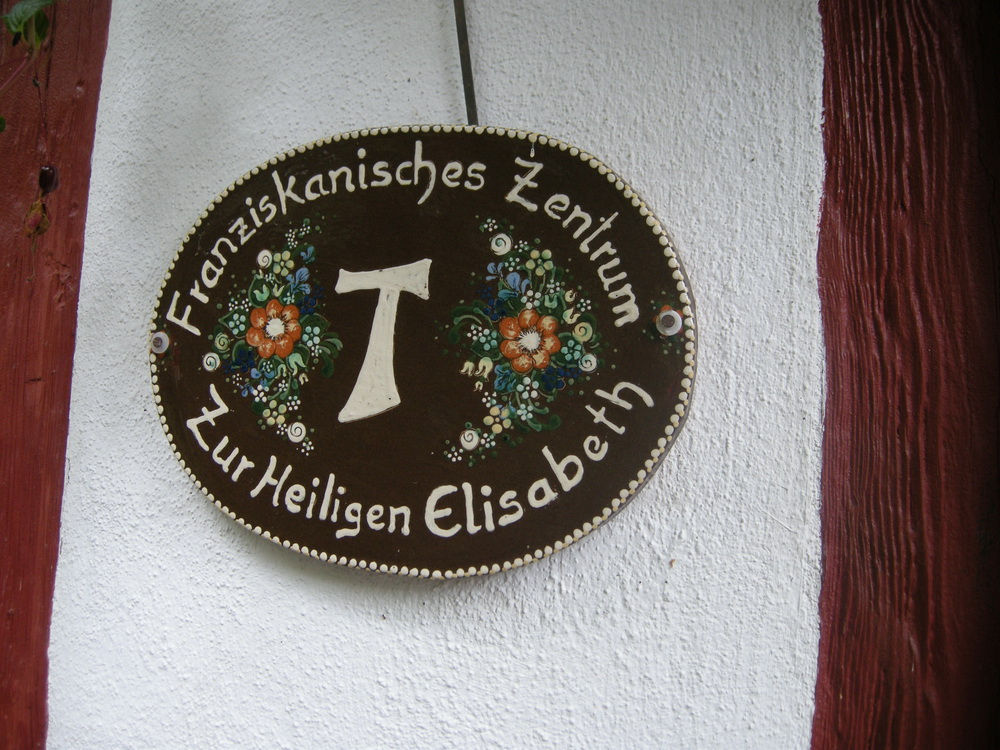 Franziskanisches Zentrum
T
Zur Heiligen Elisabeth